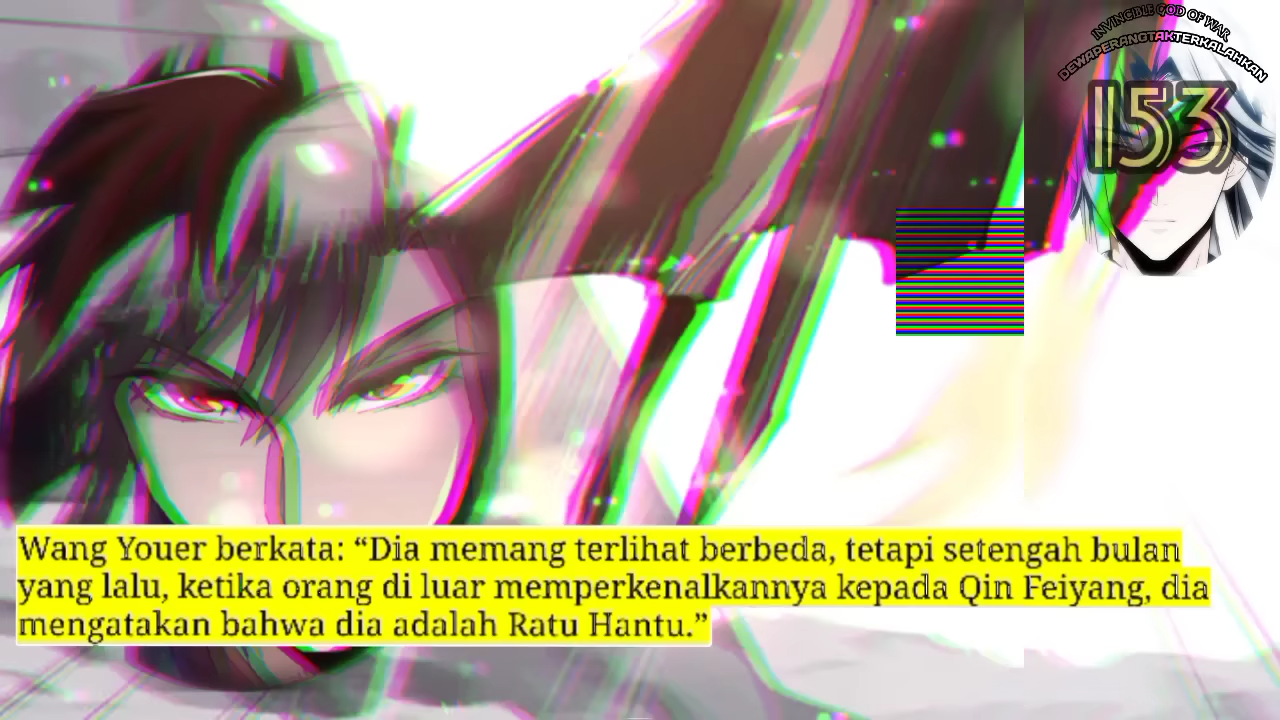 INVINCIBLE GOD OF WAR
DEWAPERANGTAKTERKALAHKAN
153
Wang Youer berkata: “Dia memang terlihat berbeda, tetapi setengah bulan
yang lalu, ketika orang di luar memperkenalkannya kepada Qin Feiyang, dia
mengatakan bahwa dia adalah Ratu Hantu.”